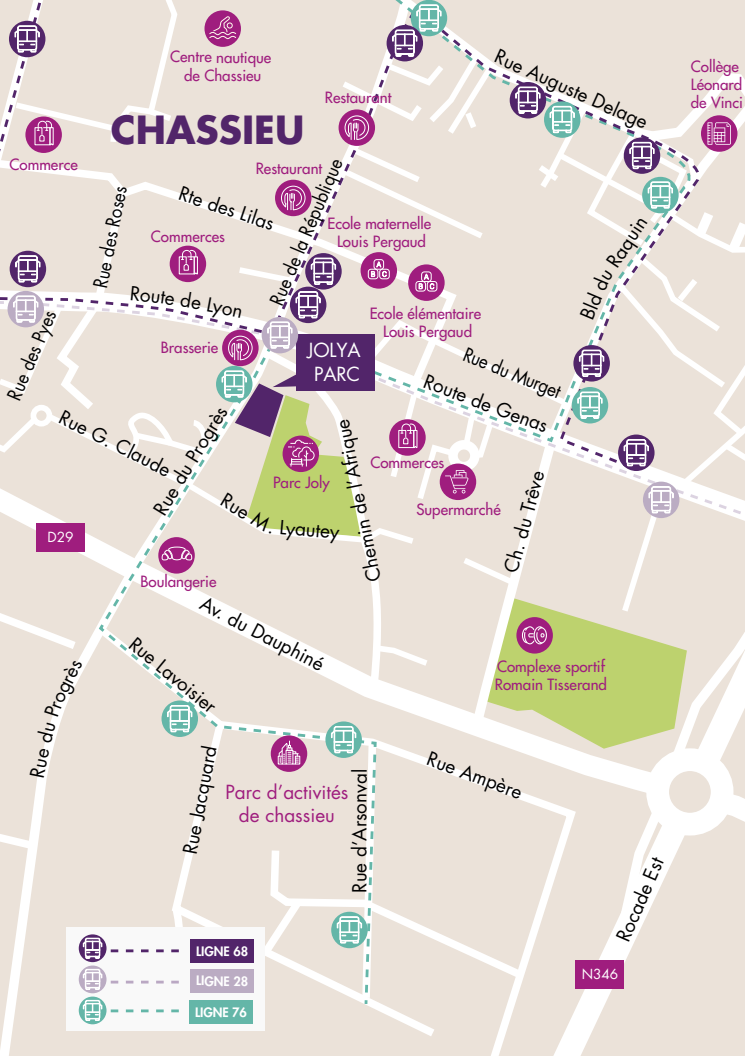 Centre nautique
de Chassieu
Rue Auguste Delage
Collège
Léonard
de Vinci
Restaurant
CHASSIEU
Commerce
Restaurant
Rte des Lilas
Rue des Roses
Rue de la République
Ecole maternelle
Louis Pergaud
Commerces
Bld du Raquin
Route de Lyon
Ecole élémentaire
Louis Pergaud
Rue des Pyes
Brasserie
JOLYA
PARC
Rue du Murget
Route de Genas
Rue G. Claude
Rue du Progrès
Chemin de l'Afrique
Commerces
Parc Joly
Supermarché
Ch. du Trêve
Rue M. Lyautey
D29
Boulangerie
Av. du Dauphiné
Rue Lavoisier
Complexe sportif
Romain Tisserand
Rue du Progrès
Rue Jacquard
Parc d'activités
de chassieu
Rue d'Arsonval
Rue Ampère
Rocade Est
N346
LIGNE 68
LIGNE 28
LIGNE 76
A
B C
A
B C